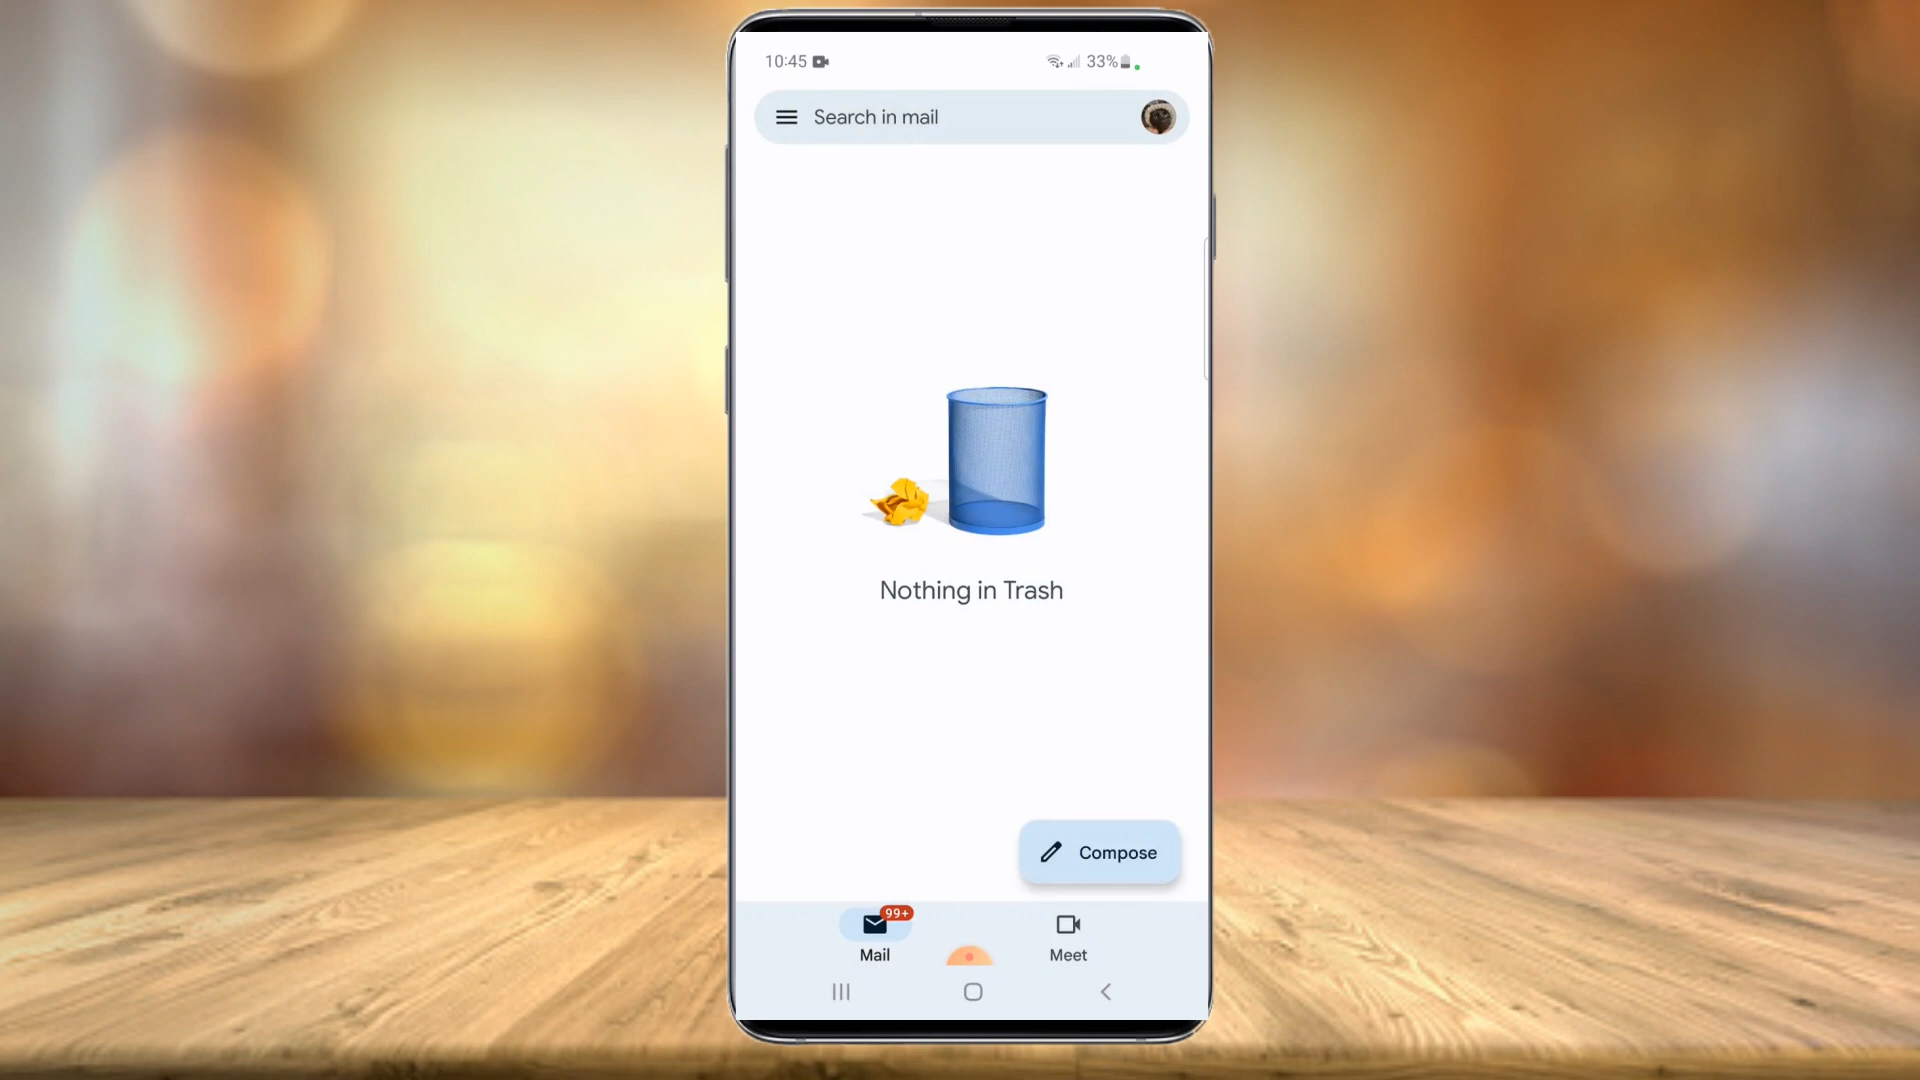 10:45 33%
Search in mail
Nothing in Trash
Compose
99+
Mail Meet